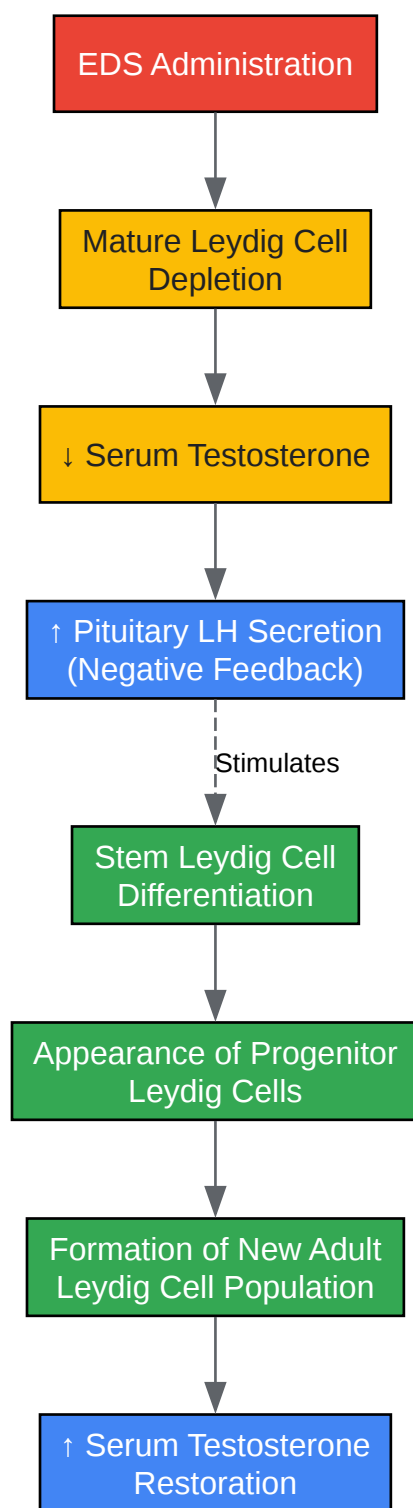 EDS Administration
Mature Leydig Cell
Depletion
↓ Serum Testosterone
↑ Pituitary LH Secretion
(Negative Feedback)
Stimulates
Stem Leydig Cell
Differentiation
Appearance of Progenitor
Leydig Cells
Formation of New Adult
Leydig Cell Population
↑ Serum Testosterone
Restoration